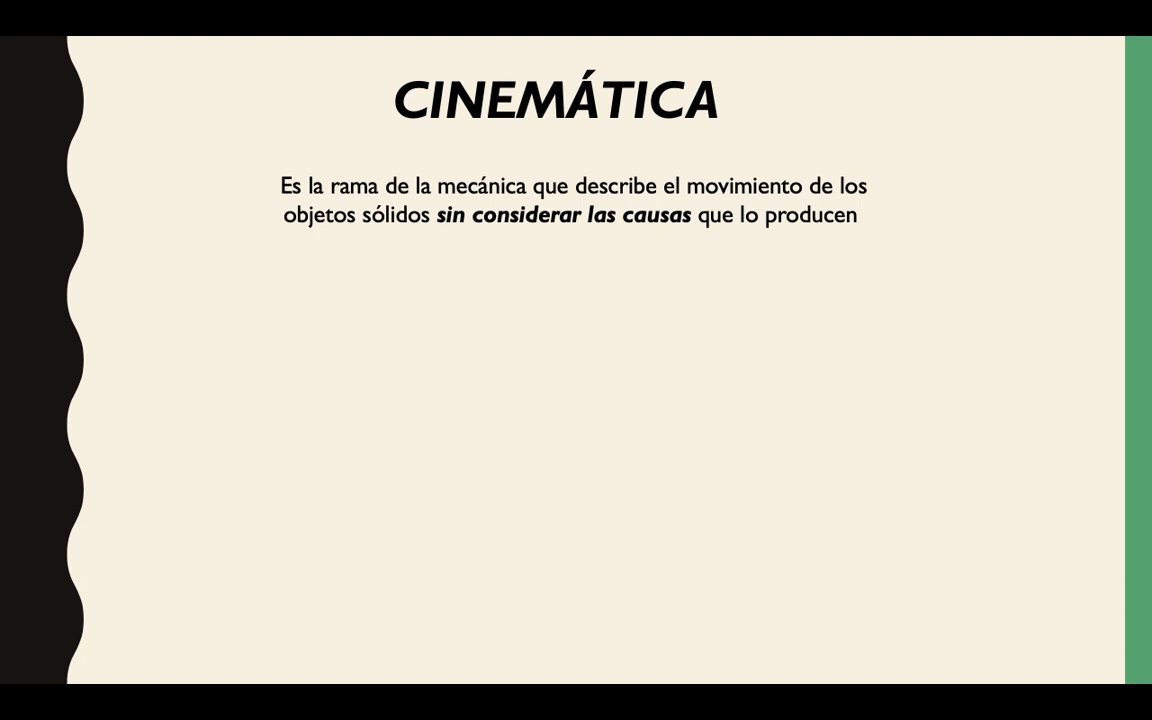 CINEMÁTICA
Es la rama de la mecánica que describe el movimiento de los
objetos sólidos sin considerar las causas que lo producen